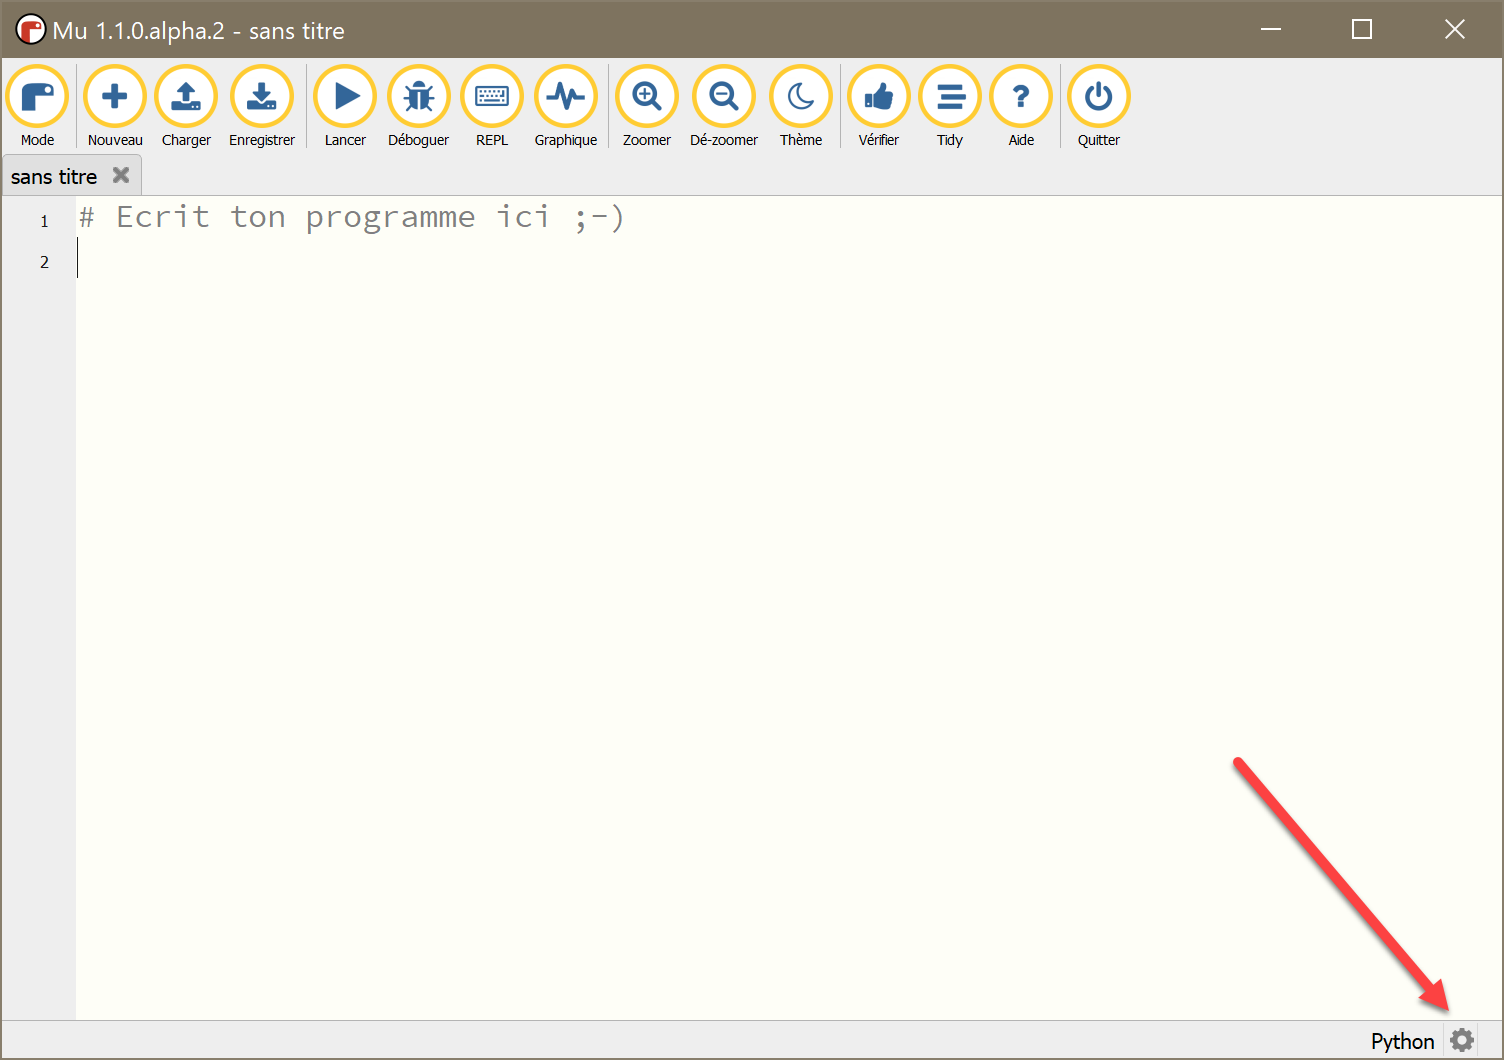 Mu 1.1.0.alpha.2 - sans titre
Mode Nouveau Charger Enregistrer Lancer Déboguer REPL Graphique Zoomer Dé-zoomer Thème Vérifier Tidy Aide Quitter
sans titre
1 # Ecrit ton programme ici ;-)
2
Python